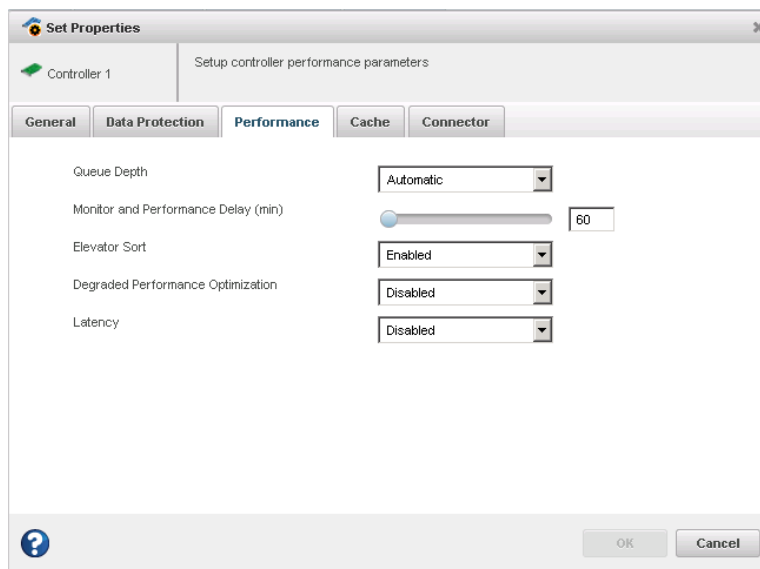 Set Properties
Controller 1
Setup controller performance parameters
General
Data Protection
Performance
Cache
Connector
Queue Depth
Automatic
Monitor and Performance Delay (min)
60
Elevator Sort
Enabled
Degraded Performance Optimization
Disabled
Latency
Disabled
?
OK
Cancel